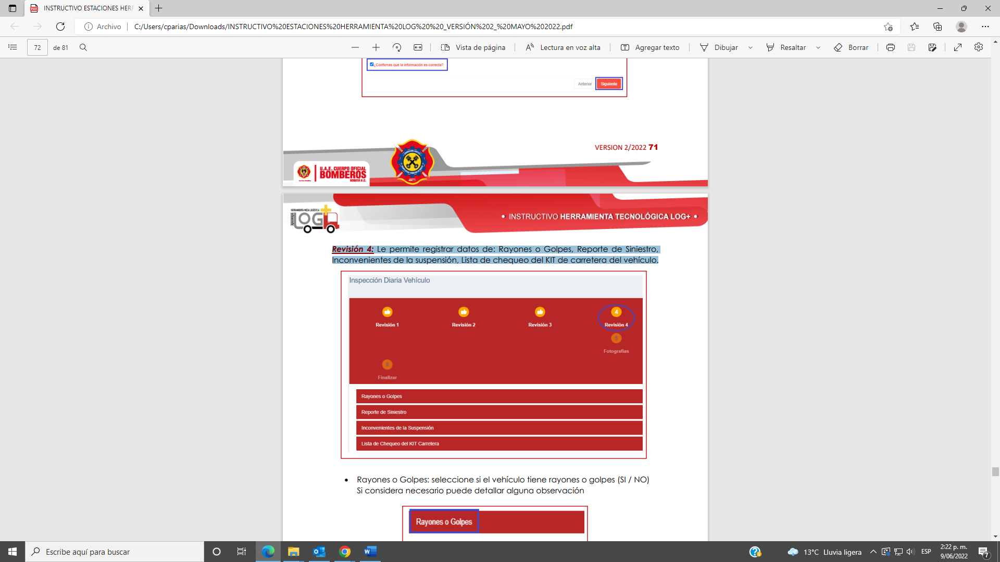 INSTRUCTIVO ESTACIONES HERR
Archivo
C:/Users/cparias/Downloads/INSTRUCTIVO%20ESTACIONES%20HERRAMIENTA%20LOG%20%20_VERSIÓN%202_%20MAYO%202022.pdf
72 de 81
Vista de página
Lectura en voz alta
Agregar texto
Dibujar
Resaltar
Borrar
¿Confirmas que la información es correcta?
Anterior Siguiente
VERSION 2/2022 71
U.A.E. CUERPO OFICIAL
BOMBEROS
BOGOTÁ D.C.
HERRAMIENTA MESA LOGÍSTICA
LOG
• INSTRUCTIVO HERRAMIENTA TECNOLÓGICA LOG+ •
Revisión 4: Le permite registrar datos de: Rayones o Golpes, Reporte de Siniestro,
Inconvenientes de la suspensión, Lista de chequeo del KIT de carretera del vehículo.
Inspección Diaria Vehículo
4
Revisión 1 Revisión 2 Revisión 3 Revisión 4
5
Fotografías
6
Finalizar
Rayones o Golpes
Reporte de Siniestro
Inconvenientes de la Suspensión
Lista de Chequeo del KIT Carretera
• Rayones o Golpes: seleccione si el vehículo tiene rayones o golpes (SI / NO)
Si considera necesario puede detallar alguna observación
Rayones o Golpes
Escribe aquí para buscar
13°C Lluvia ligera
ESP
2:22 p. m.
9/06/2022
7